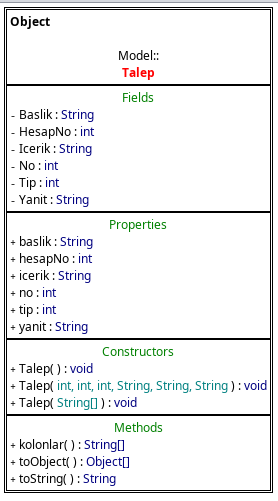 Object
Model::
Talep
Fields
- Baslik : String
- HesapNo : int
- Icerik : String
- No : int
- Tip : int
- Yanit : String
Properties
+ baslik : String
+ hesapNo : int
+ icerik : String
+ no : int
+ tip : int
+ yanit : String
Constructors
+ Talep( ) : void
+ Talep( int, int, int, String, String, String ) : void
+ Talep( String[] ) : void
Methods
+ kolonlar( ) : String[]
+ toObject( ) : Object[]
+ toString( ) : String